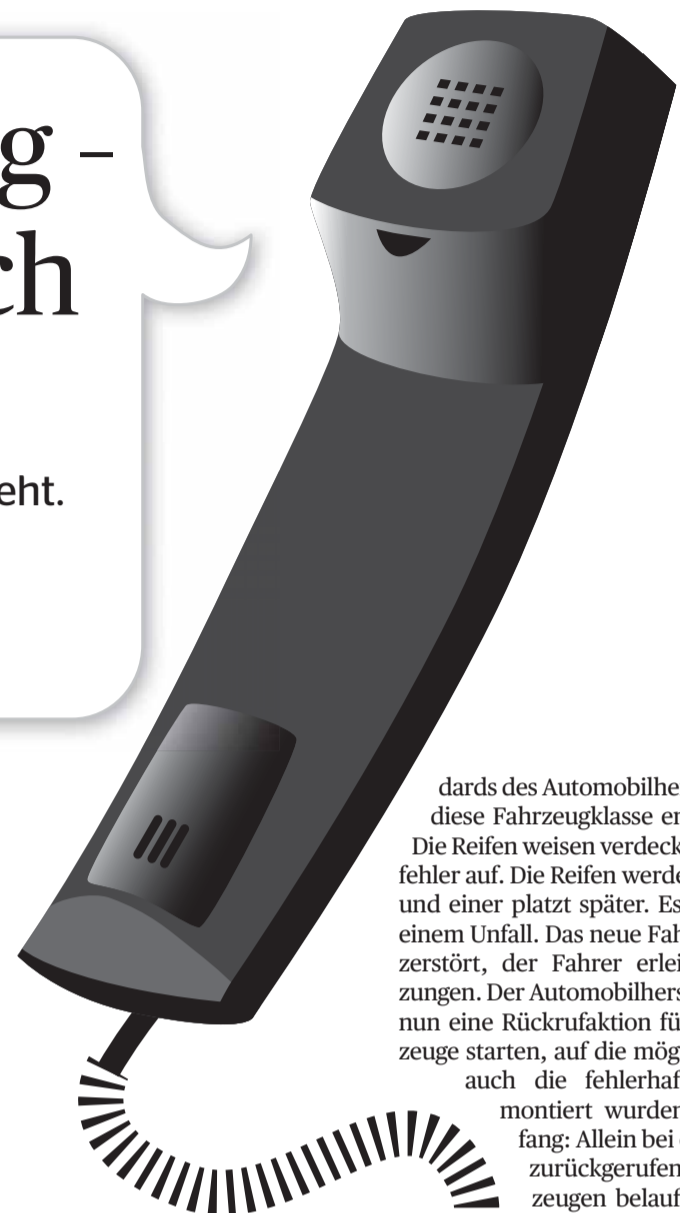 g –
ch
eht.
dards des Automobilhe
diese Fahrzeugklasse er
Die Reifen weisen verdeck
fehler auf. Die Reifen werde
und einer platzt später. Es
einem Unfall. Das neue Fah
zerstört, der Fahrer erlei
zungen. Der Automobilhers
nun eine Rückrufaktion fü
zeuge starten, auf die mög
auch die fehlerhaf
montiert wurden
fang: Allein bei
zurückgerufen
zeugen belauf